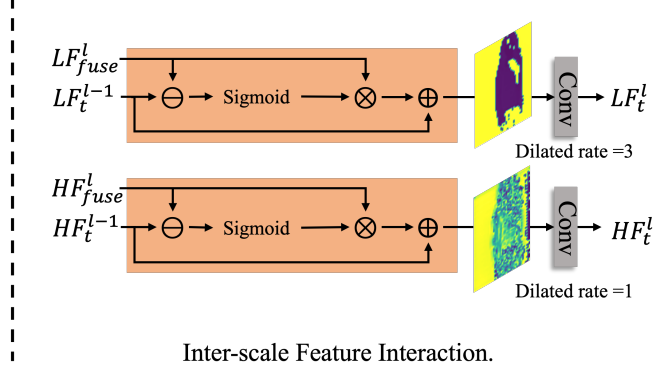 LF^l_fuse
LF^{l-1}_t
Sigmoid
Conv
LF^l_t
Dilated rate =3
HF^l_fuse
HF^{l-1}_t
Sigmoid
Conv
HF^l_t
Dilated rate =1
Inter-scale Feature Interaction.